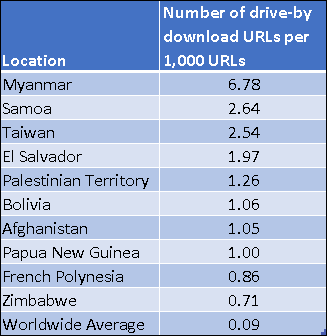 Location Number of drive-by download URLs per 1,000 URLs
Myanmar 6.78
Samoa 2.64
Taiwan 2.54
El Salvador 1.97
Palestinian Territory 1.26
Bolivia 1.06
Afghanistan 1.05
Papua New Guinea 1.00
French Polynesia 0.86
Zimbabwe 0.71
Worldwide Average 0.09